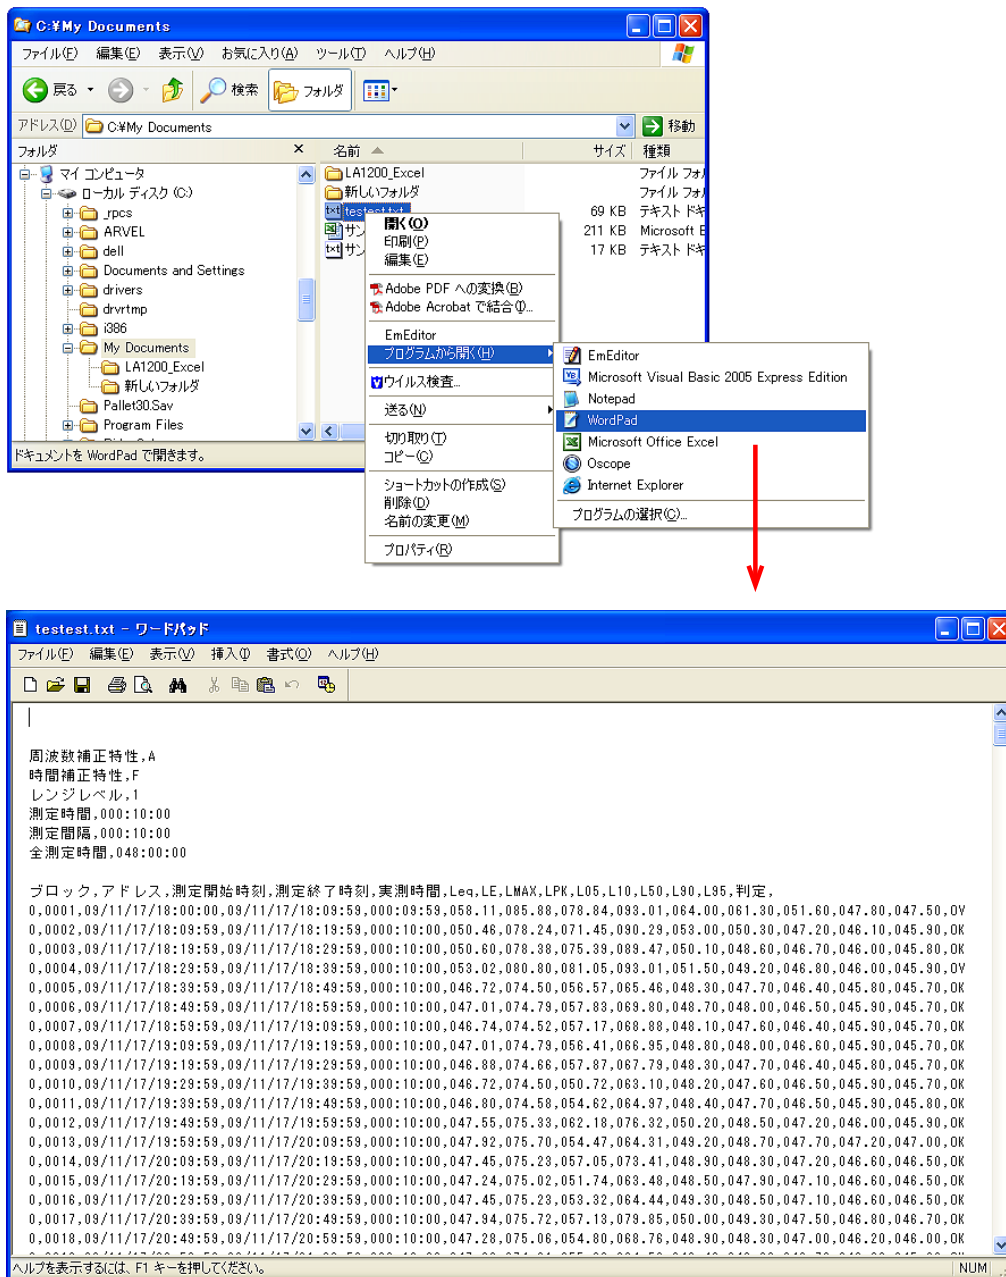 C:¥My Documents
ファイル(F) 編集(E) 表示(V) お気に入り(A) ツール(T) ヘルプ(H)
戻る 検索 フォルダ
アドレス(D) C:¥My Documents 移動
フォルダ × 名前 サイズ 種類
マイ コンピュータ
ローカル ディスク (C:)
_rpcs
ARVEL
dell
Documents and Settings
drivers
drvrtmp
i386
My Documents
LA1200_Excel
新しいフォルダ
Pallet30.Sav
Program Files
LA1200_Excel ファイル フォ
新しいフォルダ ファイル フォ
testest.txt 69 KB テキスト ドキ
サン 211 KB Microsoft E
サン 17 KB テキスト ドキ
ドキュメントを WordPad で開きます。
開く(O)
印刷(P)
編集(E)
Adobe PDF への変換(B)
Adobe Acrobat で結合(I)...
EmEditor
プログラムから開く(H)
ウイルス検査...
送る(N)
切り取り(T)
コピー(C)
ショートカットの作成(S)
削除(D)
名前の変更(M)
プロパティ(R)
EmEditor
Microsoft Visual Basic 2005 Express Edition
Notepad
WordPad
Microsoft Office Excel
Oscope
Internet Explorer
プログラムの選択(C)...
testest.txt - ワードパッド
ファイル(F) 編集(E) 表示(V) 挿入(I) 書式(O) ヘルプ(H)
周波数補正特性,A
時間補正特性,F
レンジレベル,1
測定時間,000:10:00
測定間隔,000:10:00
全測定時間,048:00:00
ブロック,アドレス,測定開始時刻,測定終了時刻,実測時間,Leq,LE,LMAX,LPK,L05,L10,L50,L90,L95,判定,
0,0001,09/11/17/18:00:00,09/11/17/18:09:59,000:09:59,058.11,085.88,078.84,093.01,064.00,061.30,051.60,047.80,047.50,OV
0,0002,09/11/17/18:09:59,09/11/17/18:19:59,000:10:00,050.46,078.24,071.45,090.29,053.00,050.30,047.20,046.10,045.90,OK
0,0003,09/11/17/18:19:59,09/11/17/18:29:59,000:10:00,050.60,078.38,075.39,089.47,050.10,048.60,046.70,046.00,045.80,OK
0,0004,09/11/17/18:29:59,09/11/17/18:39:59,000:10:00,053.02,080.80,081.05,093.01,051.50,049.20,046.80,046.00,045.90,OV
0,0005,09/11/17/18:39:59,09/11/17/18:49:59,000:10:00,046.72,074.50,056.57,065.46,048.30,047.70,046.40,045.80,045.70,OK
0,0006,09/11/17/18:49:59,09/11/17/18:59:59,000:10:00,047.01,074.79,057.83,069.80,048.70,048.00,046.50,045.90,045.70,OK
0,0007,09/11/17/18:59:59,09/11/17/19:09:59,000:10:00,046.74,074.52,057.17,068.88,048.10,047.60,046.40,045.90,045.70,OK
0,0008,09/11/17/19:09:59,09/11/17/19:19:59,000:10:00,047.01,074.79,056.41,066.95,048.80,048.00,046.60,045.90,045.70,OK
0,0009,09/11/17/19:19:59,09/11/17/19:29:59,000:10:00,046.88,074.66,057.87,067.79,048.30,047.70,046.40,045.80,045.70,OK
0,0010,09/11/17/19:29:59,09/11/17/19:39:59,000:10:00,046.72,074.50,050.72,063.10,048.20,047.60,046.50,045.90,045.70,OK
0,0011,09/11/17/19:39:59,09/11/17/19:49:59,000:10:00,046.80,074.58,054.62,064.97,048.40,047.70,046.50,045.90,045.80,OK
0,0012,09/11/17/19:49:59,09/11/17/19:59:59,000:10:00,047.55,075.33,062.18,076.32,050.20,048.50,047.20,046.00,045.90,OK
0,0013,09/11/17/19:59:59,09/11/17/20:09:59,000:10:00,047.92,075.70,054.47,064.31,049.20,048.70,047.70,047.20,047.00,OK
0,0014,09/11/17/20:09:59,09/11/17/20:19:59,000:10:00,047.45,075.23,057.05,073.41,048.90,048.30,047.20,046.60,046.50,OK
0,0015,09/11/17/20:19:59,09/11/17/20:29:59,000:10:00,047.24,075.02,051.74,063.48,048.50,047.90,047.10,046.60,046.50,OK
0,0016,09/11/17/20:29:59,09/11/17/20:39:59,000:10:00,047.45,075.23,053.32,064.44,049.30,048.50,047.10,046.60,046.50,OK
0,0017,09/11/17/20:39:59,09/11/17/20:49:59,000:10:00,047.94,075.72,057.13,079.85,050.00,049.30,047.50,046.80,046.70,OK
0,0018,09/11/17/20:49:59,09/11/17/20:59:59,000:10:00,047.28,075.06,054.80,068.76,048.90,048.30,047.00,046.20,046.00,OK
ヘルプを表示するには、F1 キーを押してください。 NUM